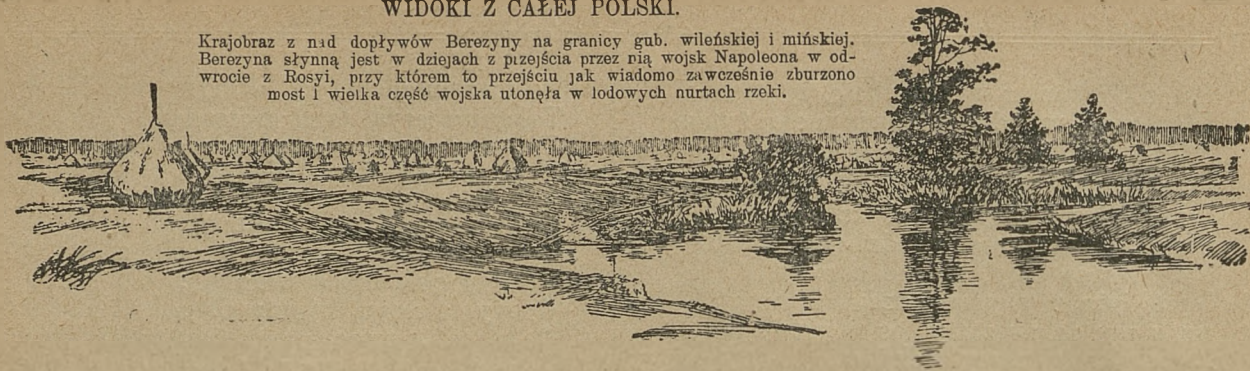 WIDOKI Z CAŁEJ POLSKI.
Krajobraz z nad dopływów Berezyny na granicy gub. wileńskiej i mińskiej.
Berezyna słynną jest w dziejach z przejścia przez nią wojsk Napoleona w od-
wrocie z Rosyi, przy którem to przejściu jak wiadomo zawcześnie zburzono
most i wielka część wojska utonęła w lodowych nurtach rzeki.